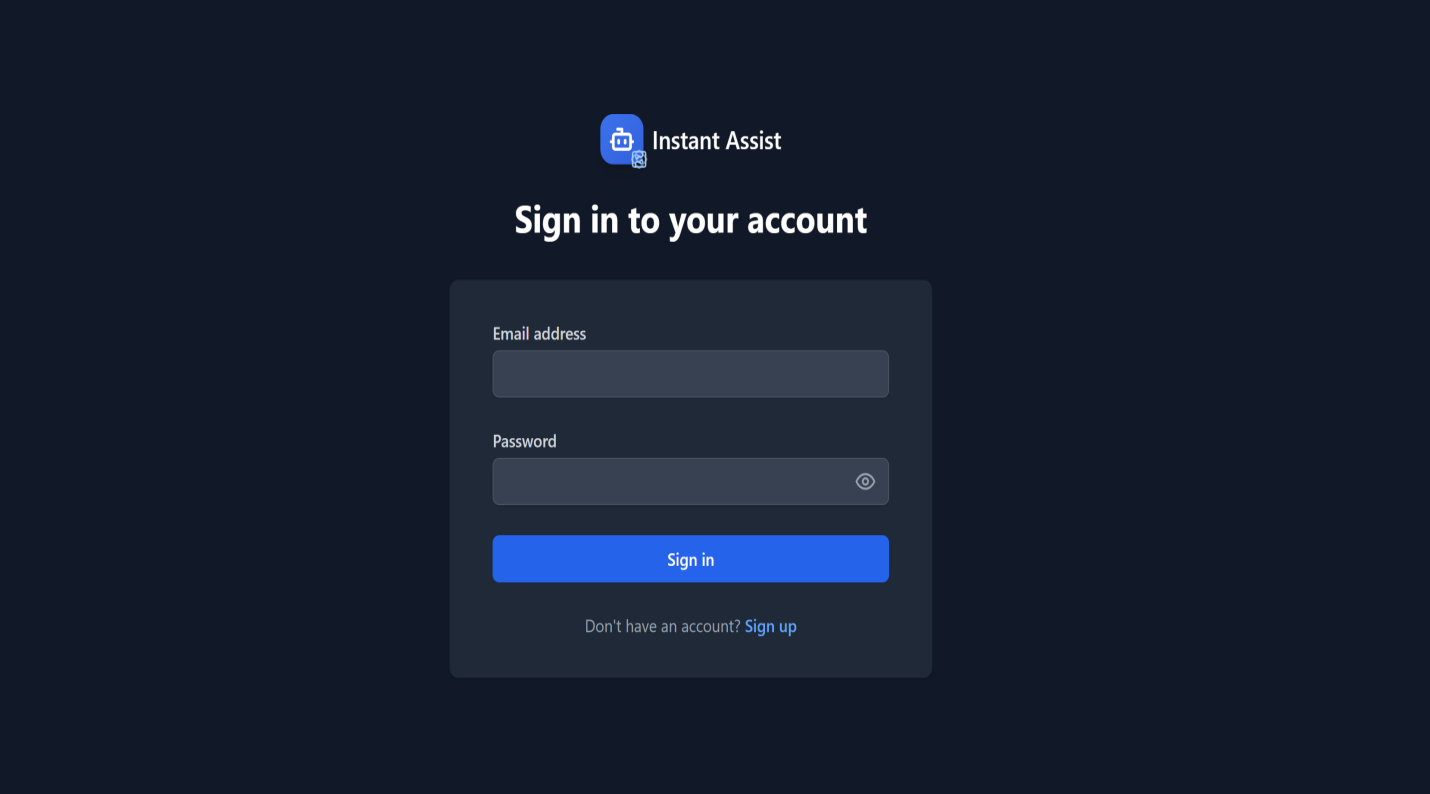 Instant Assist
Sign in to your account
Email address
Password
Sign in
Don't have an account? Sign up